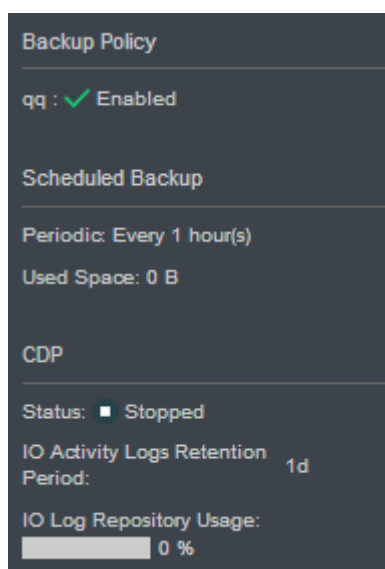 Backup Policy
qq : Enabled
Scheduled Backup
Periodic: Every 1 hour(s)
Used Space: 0 B
CDP
Status: Stopped
IO Activity Logs Retention
Period: 1d
IO Log Repository Usage:
0 %